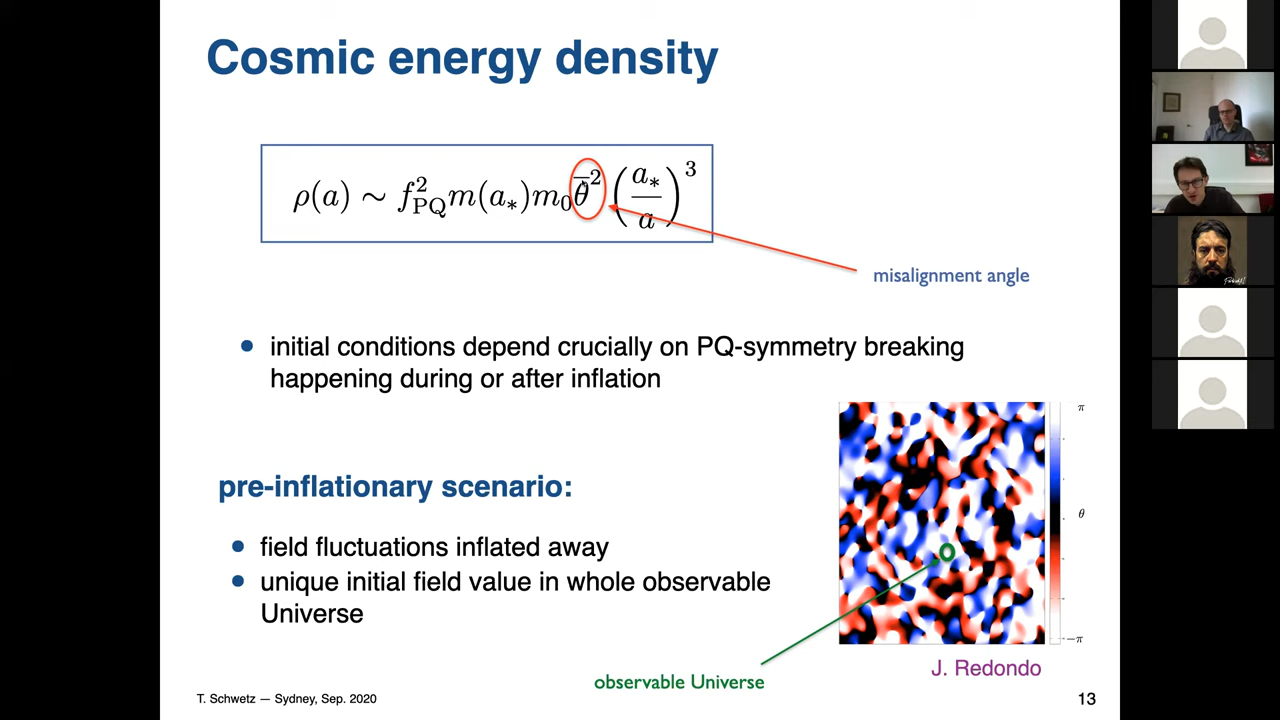 Cosmic energy density
ρ(a) ∼ f²_PQ m(a_*) m_0 θ̄² (a_*/a)³
misalignment angle
• initial conditions depend crucially on PQ-symmetry breaking
happening during or after inflation
π
pre-inflationary scenario:
θ
• field fluctuations inflated away
• unique initial field value in whole observable
Universe
−π
J. Redondo
observable Universe
T. Schwetz — Sydney, Sep. 2020
13